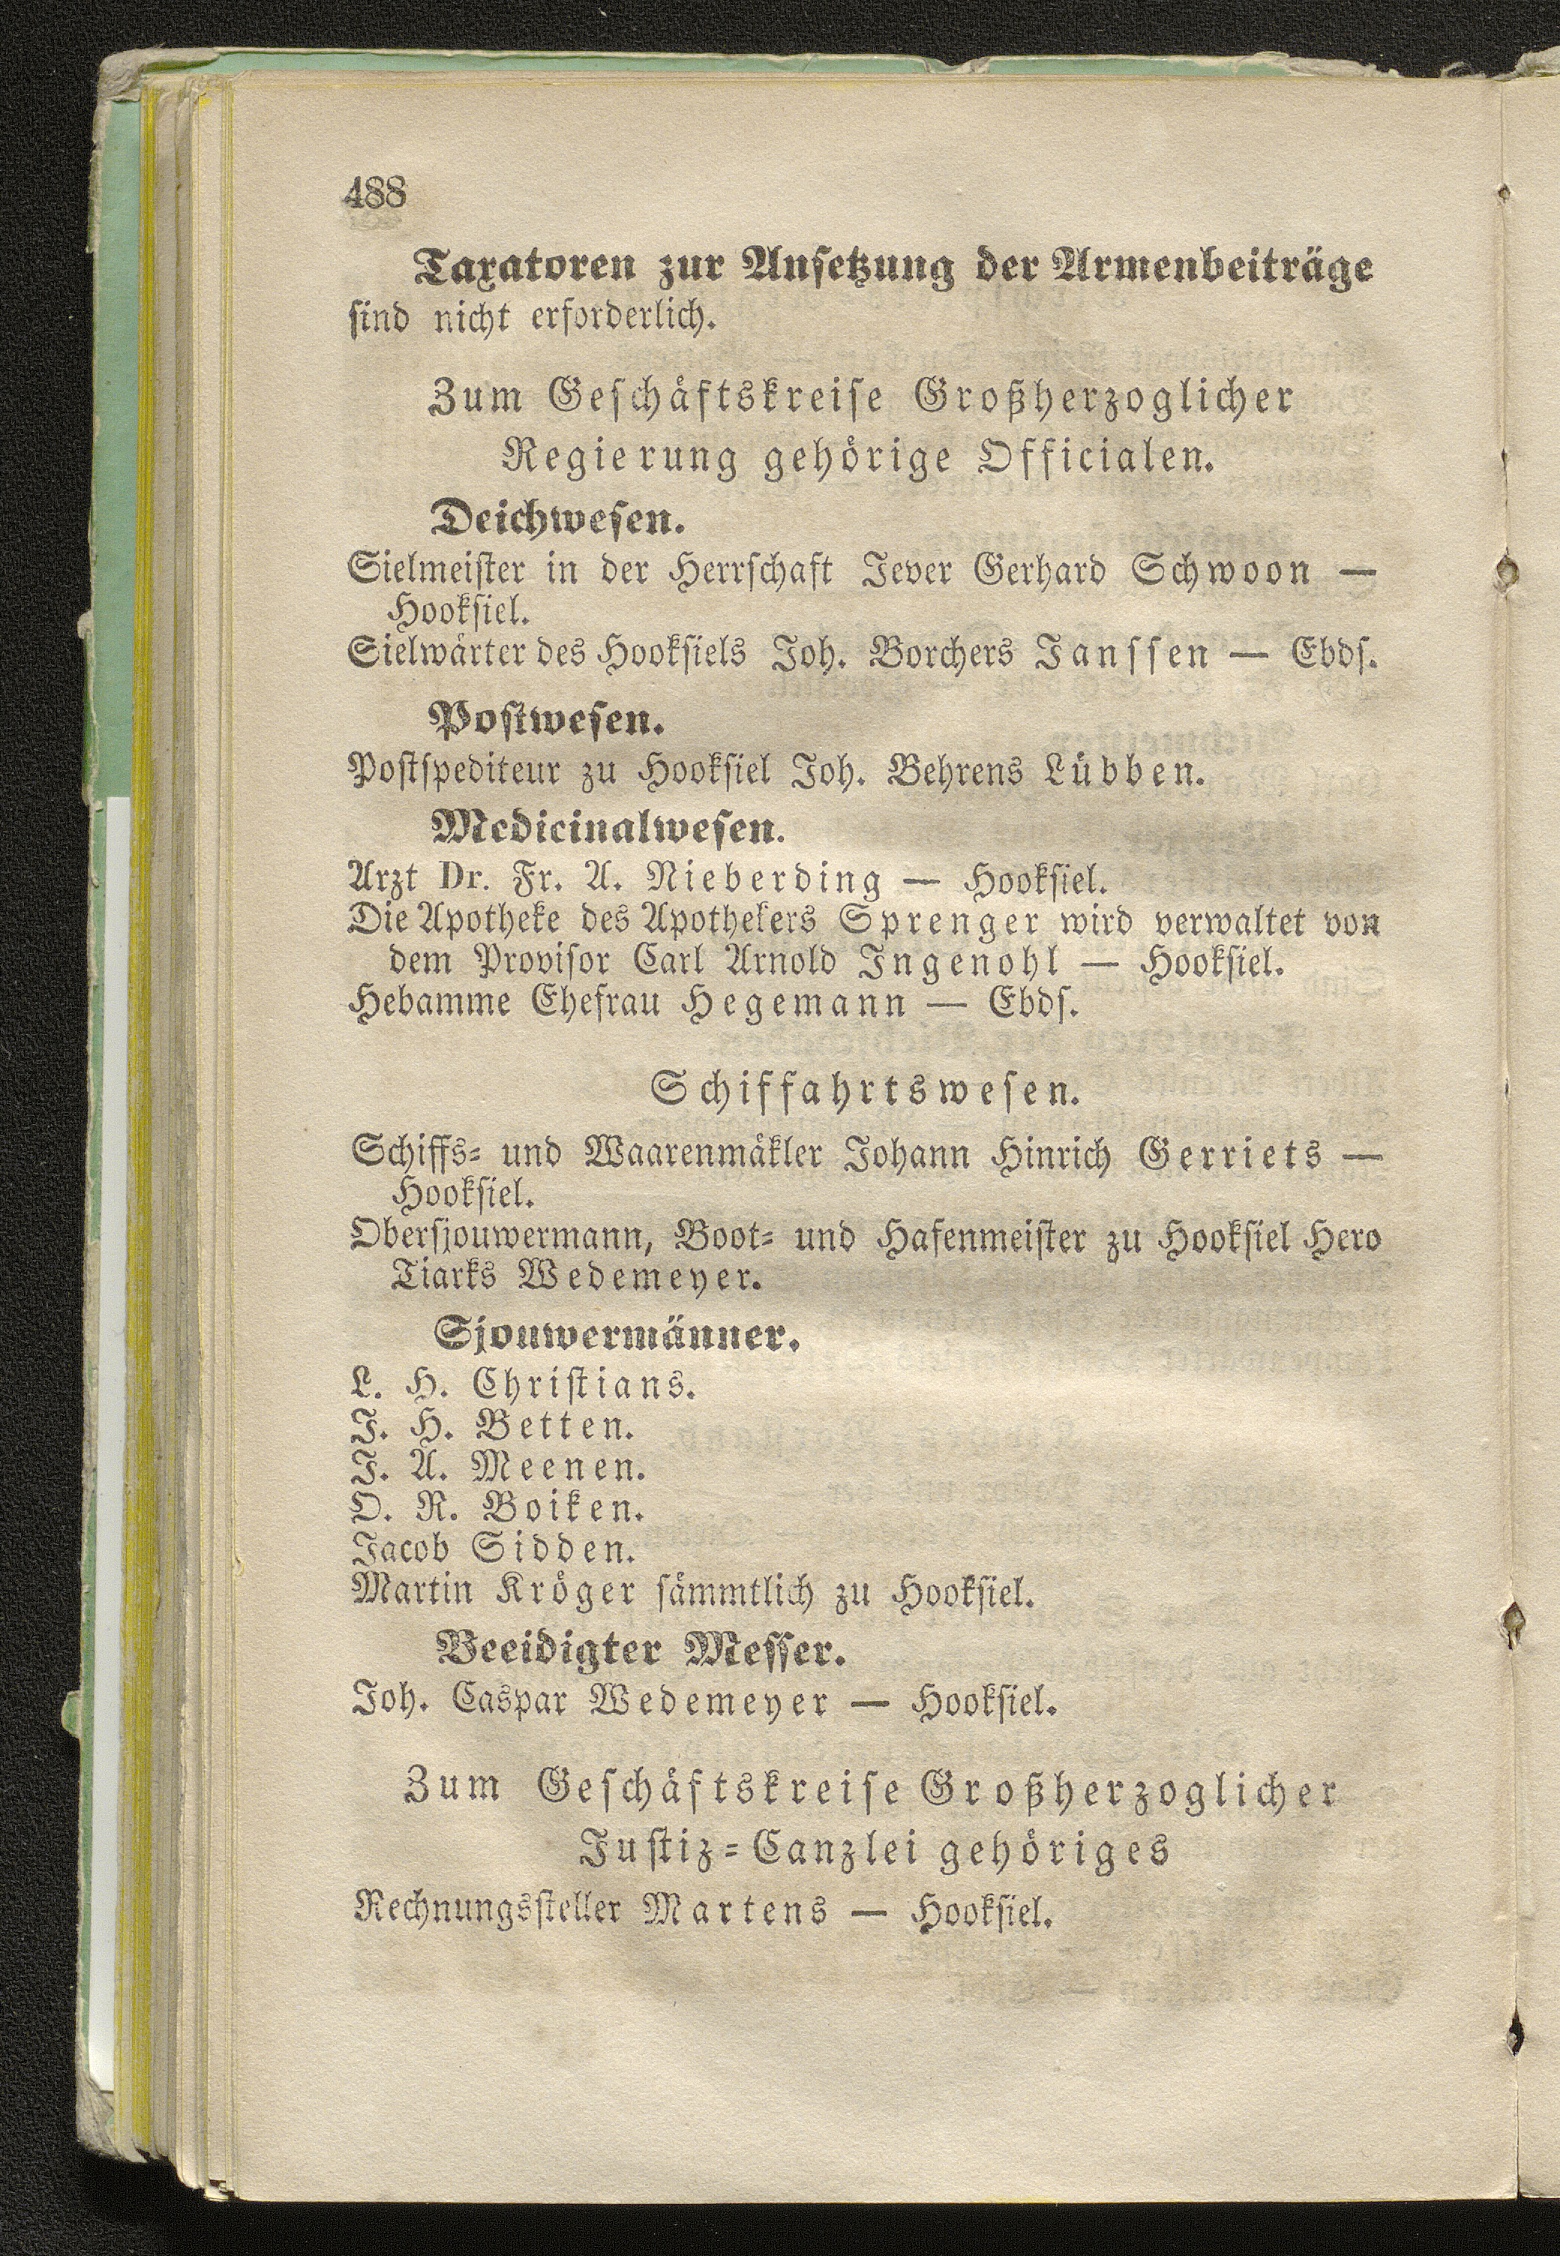 488
Taxatoren zur Ansetzung der Armenbeiträge
sind nicht erforderlich.
Zum Geschäftskreise Großherzoglicher
Regierung gehörige Officialen.
Deichwesen.
Sielmeister in der Herrschaft Jever Gerhard Schwoon —
Hooksiel.
Sielwärter des Hooksiels Joh. Borchers Janssen — Ebds.
Postwesen.
Postspediteur zu Hooksiel Joh. Behrens Lübben.
Medicinalwesen.
Arzt Dr. Fr. A. Nieberding — Hooksiel.
Die Apotheke des Apothekers Sprenger wird verwaltet von
dem Provisor Carl Arnold Ingenohl — Hooksiel.
Hebamme Ehefrau Hegemann — Ebds.
Schiffahrtswesen.
Schiffs= und Waarenmäkler Johann Hinrich Gerriets —
Hooksiel.
Obersjouwermann, Boot= und Hafenmeister zu Hooksiel Hero
Tiarks Wedemeyer.
Sjouwermänner.
L. H. Christians.
J. H. Betten.
J. A. Meenen.
O. R. Boiken.
Jacob Sidden.
Martin Kröger sämmtlich zu Hooksiel.
Beeidigter Messer.
Joh. Caspar Wedemeyer — Hooksiel.
Zum Geschäftskreise Großherzoglicher
Justiz=Canzlei gehöriges
Rechnungssteller Martens — Hooksiel.